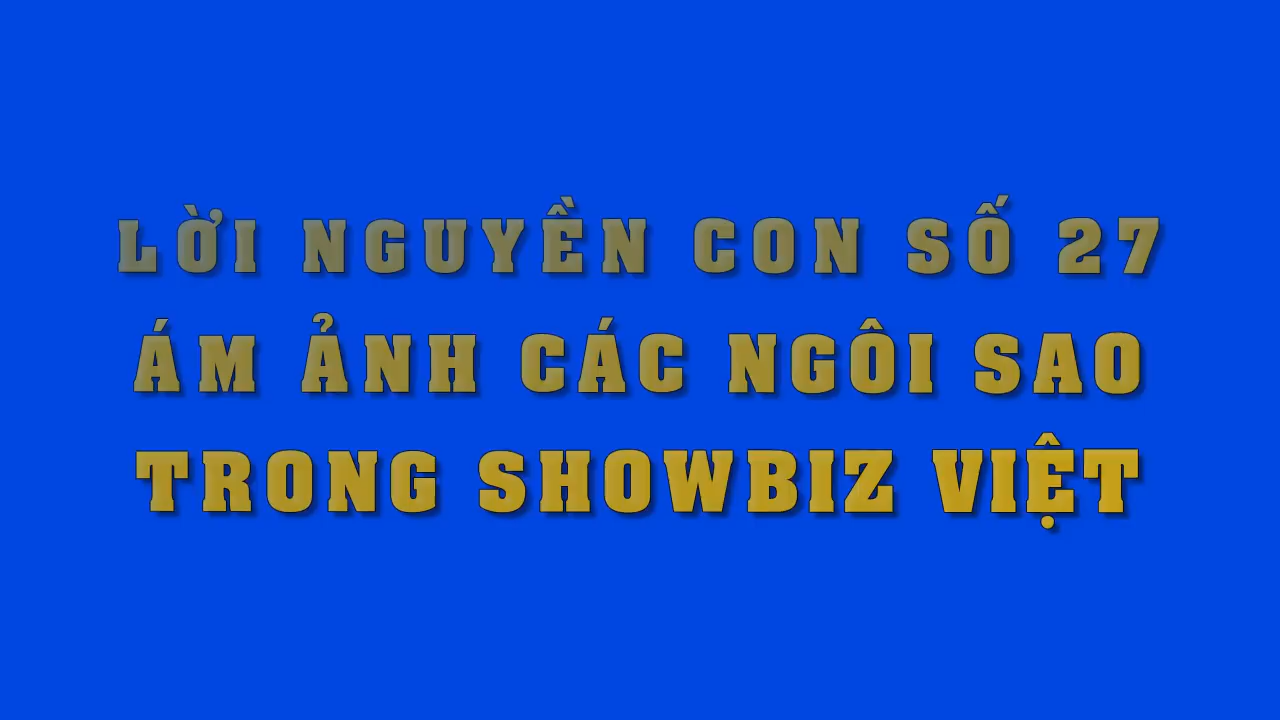 LỜI NGUYỀN CON SỐ 27
ÁM ẢNH CÁC NGÔI SAO
TRONG SHOWBIZ VIỆT